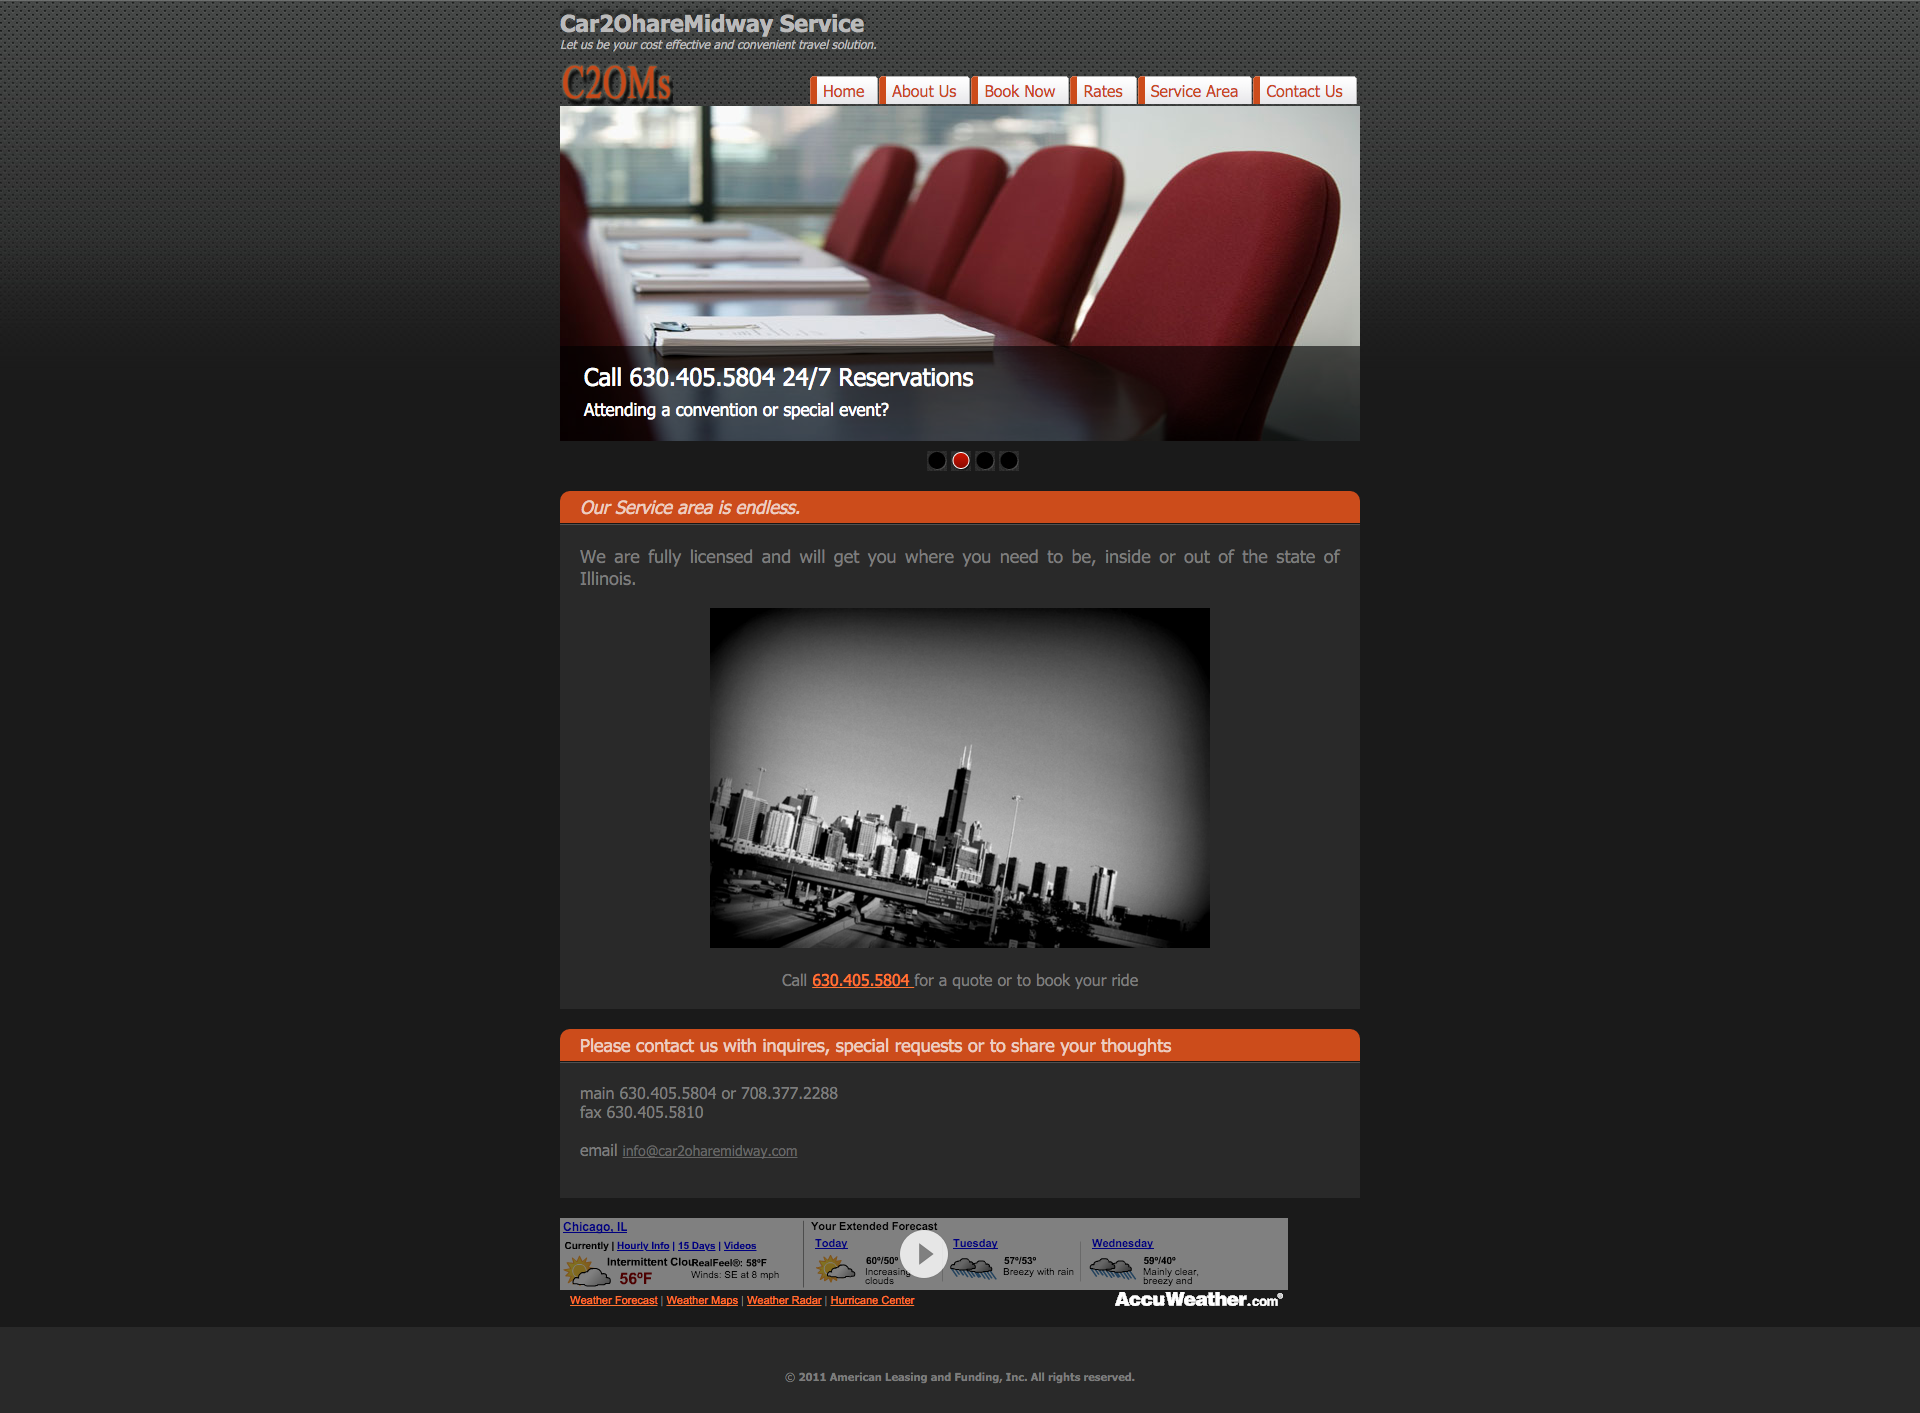 Car2OhareMidway Service
Let us be your cost effective and convenient travel solution.
C2OMs
Home
About Us
Book Now
Rates
Service Area
Contact Us
Call 630.405.5804 24/7 Reservations
Attending a convention or special event?
Our Service area is endless.
We are fully licensed and will get you where you need to be, inside or out of the state of
Illinois.
Call 630.405.5804 for a quote or to book your ride
Please contact us with inquires, special requests or to share your thoughts
main 630.405.5804 or 708.377.2288
fax 630.405.5810
email info@car2oharemidway.com
Chicago, IL
Currently | Hourly Info | 15 Days | Videos
Intermittent Clou
56°F
RealFeel®: 58°F
Winds: SE at 8 mph
Your Extended Forecast
Today
60°/50°
Increasing
clouds
Tuesday
57°/53°
Breezy with rain
Wednesday
59°/40°
Mainly clear,
breezy and
Weather Forecast | Weather Maps | Weather Radar | Hurricane Center
AccuWeather.com®
© 2011 American Leasing and Funding, Inc. All rights reserved.